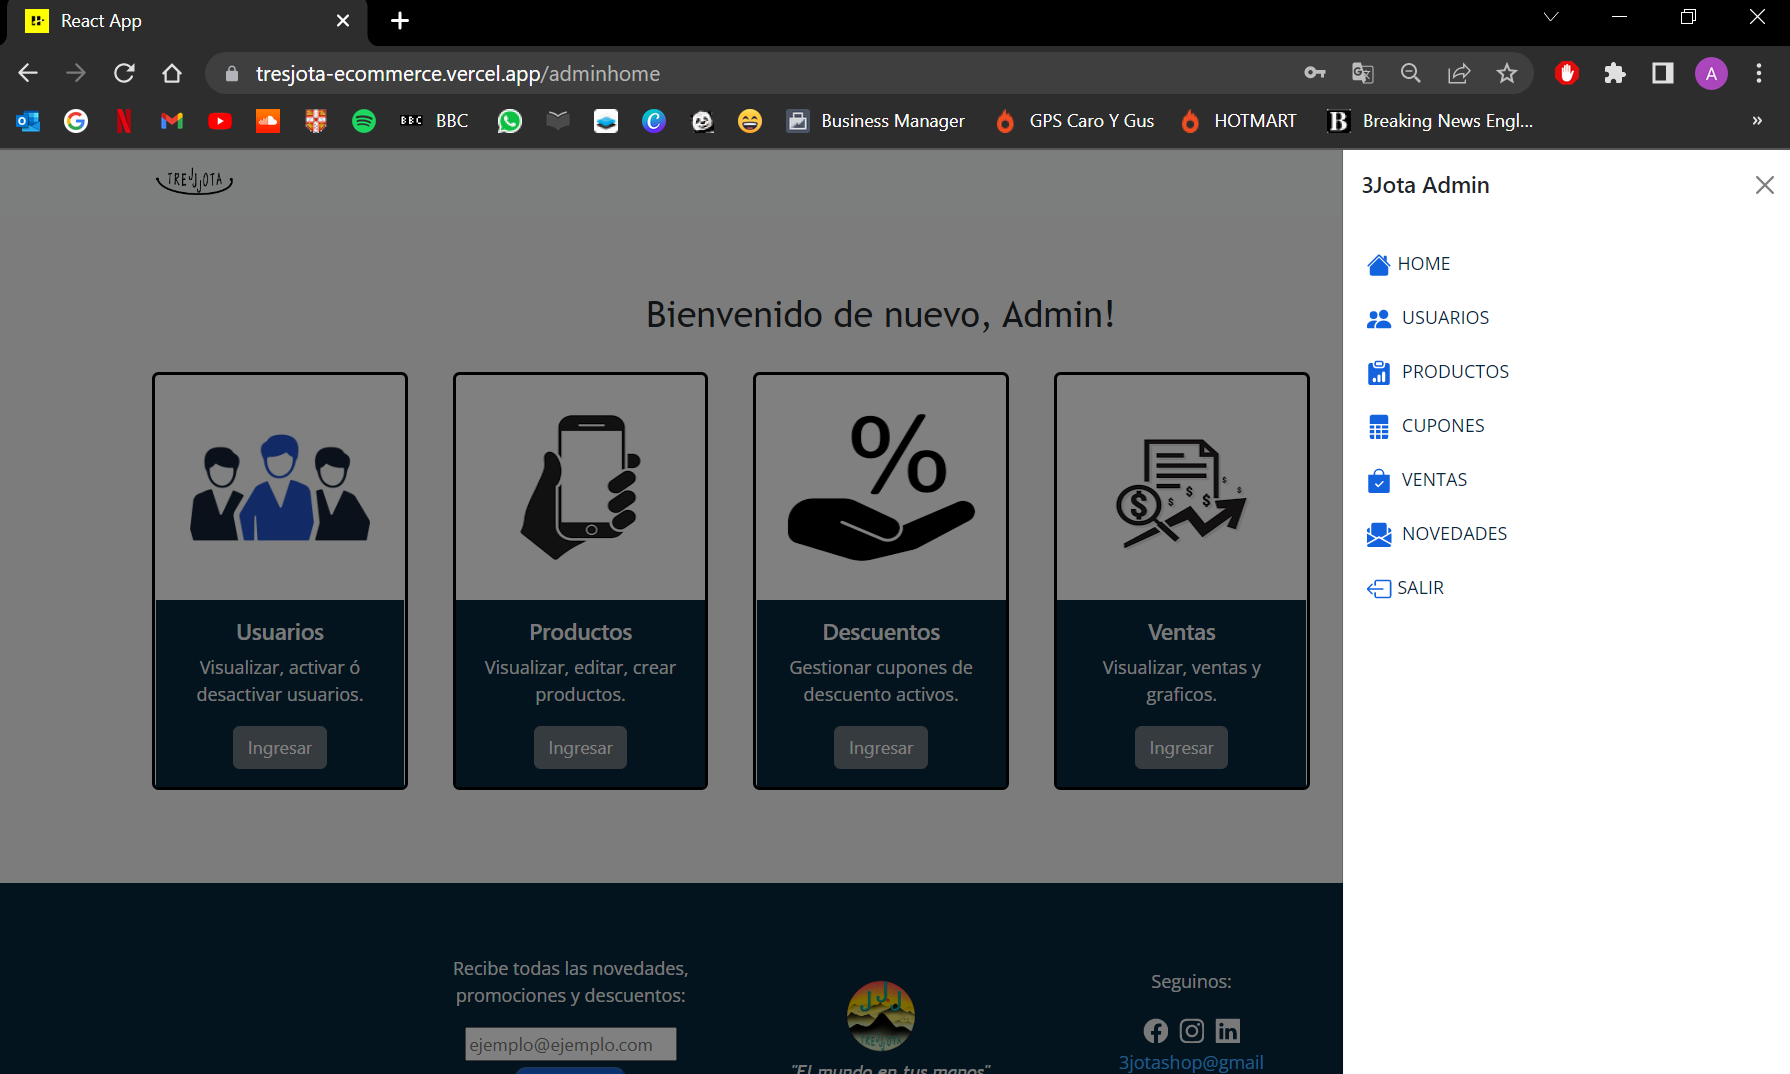 React App
tresjota-ecommerce.vercel.app/adminhome
A
BBC BBC
Business Manager
GPS Caro Y Gus
HOTMART
B Breaking News Engl...
»
TRESJJJOTA
3Jota Admin
HOME
USUARIOS
PRODUCTOS
CUPONES
VENTAS
NOVEDADES
SALIR
Bienvenido de nuevo, Admin!
Usuarios
Visualizar, activar ó
desactivar usuarios.
Ingresar
Productos
Visualizar, editar, crear
productos.
Ingresar
%
Descuentos
Gestionar cupones de
descuento activos.
Ingresar
Ventas
Visualizar, ventas y
graficos.
Ingresar
Recibe todas las novedades,
promociones y descuentos:
ejemplo@ejemplo.com
JJJ
"El mundo en tus manos"
Seguinos:
3jotashop@gmail